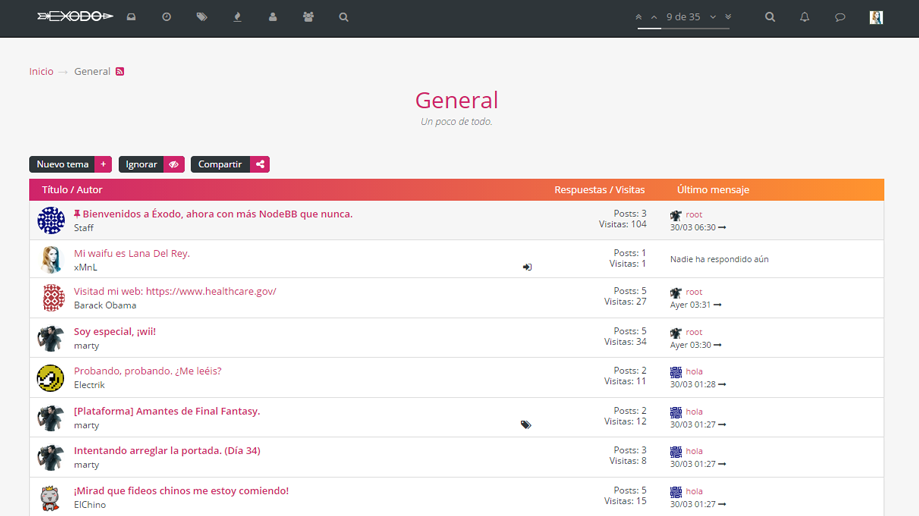 EXODO
9 de 35
Inicio → General
General
Un poco de todo.
Nuevo tema +
Ignorar
Compartir
Título / Autor
Respuestas / Visitas
Último mensaje
Bienvenidos a Éxodo, ahora con más NodeBB que nunca.
Staff
Posts: 3
Visitas: 104
root
30/03 06:30
Mi waifu es Lana Del Rey.
xMnL
Posts: 1
Visitas: 1
Nadie ha respondido aún
Visitad mi web: https://www.healthcare.gov/
Barack Obama
Posts: 5
Visitas: 27
root
Ayer 03:31
Soy especial, ¡wii!
marty
Posts: 5
Visitas: 34
root
Ayer 03:30
Probando, probando. ¿Me leéis?
Electrik
Posts: 2
Visitas: 11
hola
30/03 01:28
[Plataforma] Amantes de Final Fantasy.
marty
Posts: 2
Visitas: 12
hola
30/03 01:27
Intentando arreglar la portada. (Día 34)
marty
Posts: 3
Visitas: 8
hola
30/03 01:27
¡Mirad que fideos chinos me estoy comiendo!
ElChino
Posts: 5
Visitas: 15
hola
30/03 01:27